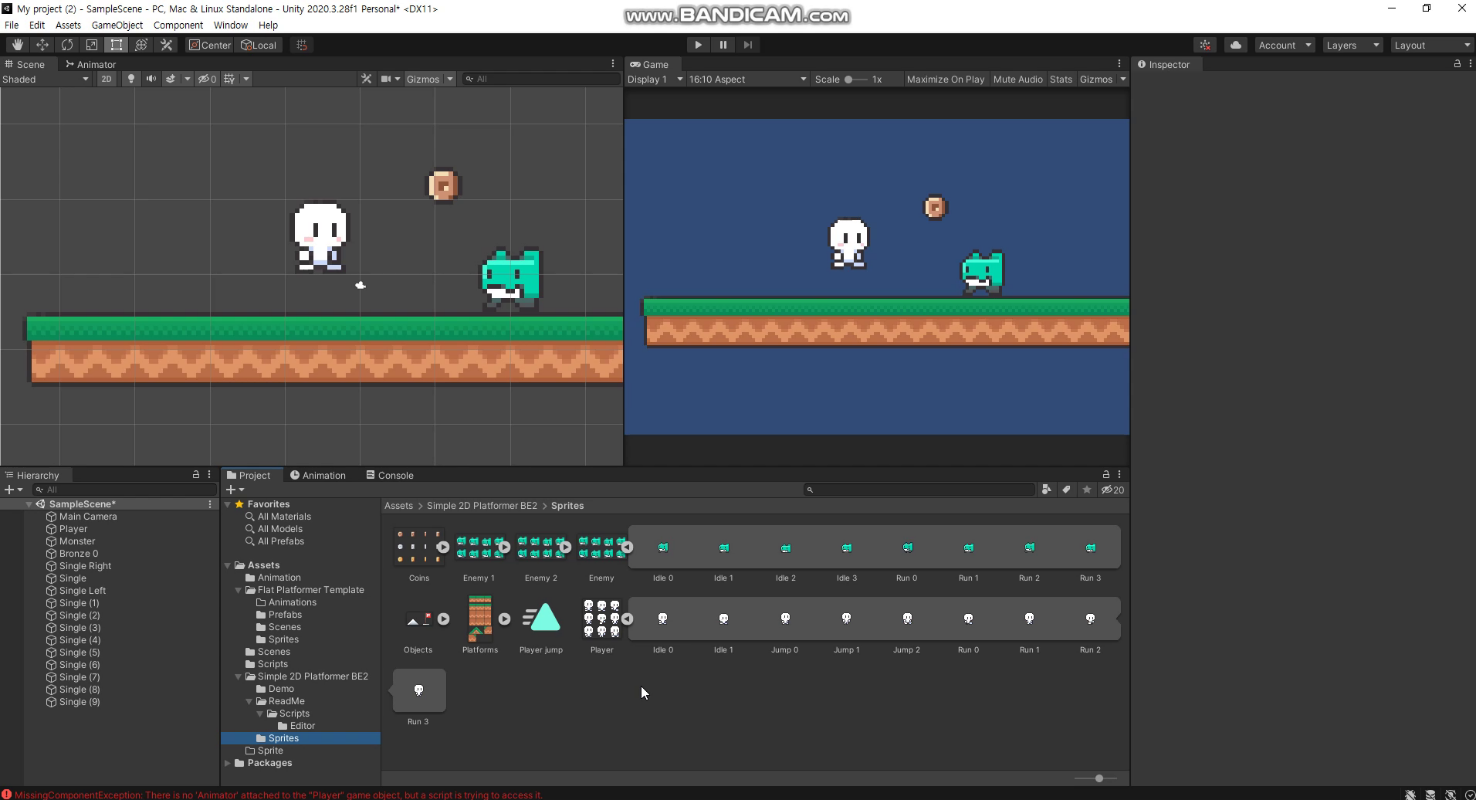 My project (2) - SampleScene - PC, Mac & Linux Standalone - Unity 2020.3.28f1 Personal* <DX11>
www.BANDICAM.com
File Edit Assets GameObject Component Window Help
Center Local Account Layers Layout
Scene Animator Game Inspector
Shaded 2D 0 Gizmos All Display 1 16:10 Aspect Scale 1x Maximize On Play Mute Audio Stats Gizmos
Hierarchy
All
SampleScene*
Main Camera
Player
Monster
Bronze 0
Single Right
Single
Single Left
Single (1)
Single (2)
Single (3)
Single (4)
Single (5)
Single (6)
Single (7)
Single (8)
Single (9)
Project Animation Console
20
Favorites
All Materials
All Models
All Prefabs
Assets
Animation
Flat Platformer Template
Animations
Prefabs
Scenes
Sprites
Scenes
Scripts
Simple 2D Platformer BE2
Demo
ReadMe
Scripts
Editor
Sprites
Sprite
Packages
Assets > Simple 2D Platformer BE2 > Sprites
Coins Enemy 1 Enemy 2 Enemy Idle 0 Idle 1 Idle 2 Idle 3 Run 0 Run 1 Run 2 Run 3
Objects Platforms Player jump Player Idle 0 Idle 1 Jump 0 Jump 1 Jump 2 Run 0 Run 1 Run 2
Run 3
MissingComponentException: There is no 'Animator' attached to the "Player" game object, but a script is trying to access it.